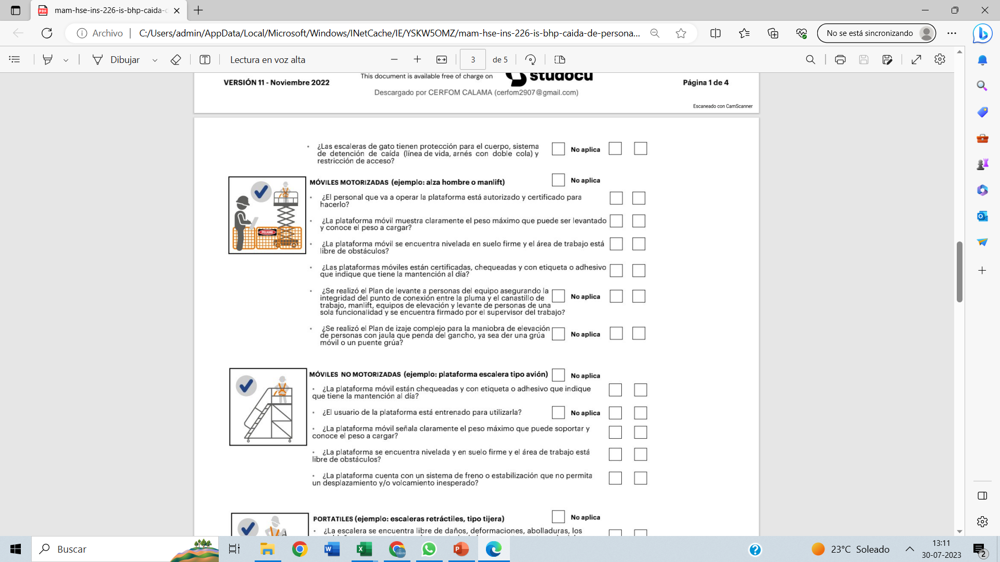 mam-hse-ins-226-is-bhp-caida-c
Archivo
C:/Users/admin/AppData/Local/Microsoft/Windows/INetCache/IE/YSKW5OMZ/mam-hse-ins-226-is-bhp-caida-de-persona...
No se está sincronizando
Dibujar
Lectura en voz alta
3 de 5
VERSIÓN 11 - Noviembre 2022
This document is available free of charge on
studocu
Página 1 de 4
Descargado por CERFOM CALAMA (cerfom2907@gmail.com)
Escaneado con CamScanner
¿Las escaleras de gato tienen protección para el cuerpo, sistema
de detención de caída (línea de vida, arnés con doble cola) y
restricción de acceso?
No aplica
MÓVILES MOTORIZADAS (ejemplo: alza hombre o manlift)
No aplica
PELIGRO
¿El personal que va a operar la plataforma está autorizado y certificado para
hacerlo?
¿La plataforma móvil muestra claramente el peso máximo que puede ser levantado
y conoce el peso a cargar?
¿La plataforma móvil se encuentra nivelada en suelo firme y el área de trabajo está
libre de obstáculos?
¿Las plataformas móviles están certificadas, chequeadas y con etiqueta o adhesivo
que indique que tiene la mantención al día?
¿Se realizó el Plan de levante a personas del equipo asegurando la
integridad del punto de conexión entre la pluma y el canastillo de
trabajo, manlift, equipos de elevación y levante de personas de una
sola funcionalidad y se encuentra firmado por el supervisor del trabajo?
No aplica
¿Se realizó el Plan de izaje complejo para la maniobra de elevación
de personas con jaula que penda del gancho, ya sea der una grúa
móvil o un puente grúa?
No aplica
MÓVILES NO MOTORIZADAS (ejemplo: plataforma escalera tipo avión)
No aplica
¿La plataforma móvil están chequeadas y con etiqueta o adhesivo que indique
que tiene la mantención al día?
¿El usuario de la plataforma está entrenado para utilizarla?
No aplica
¿La plataforma móvil señala claramente el peso máximo que puede soportar y
conoce el peso a cargar?
¿La plataforma se encuentra nivelada y en suelo firme y el área de trabajo está
libre de obstáculos?
¿La plataforma cuenta con un sistema de freno o estabilización que no permita
un desplazamiento y/o volcamiento inesperado?
PORTATILES (ejemplo: escaleras retráctiles, tipo tijera)
No aplica
¿La escalera se encuentra libre de daños, deformaciones, abolladuras, los
Buscar
23°C Soleado
13:11
30-07-2023
2